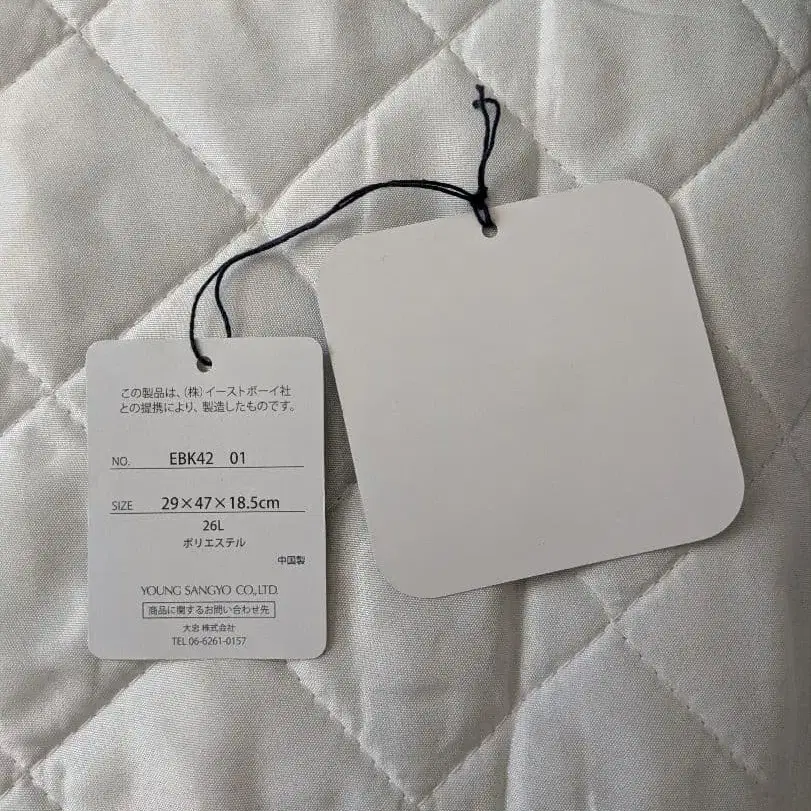 この製品は、(株)イーストボーイ社
との提携により、製造したものです。
NO. EBK42 01
SIZE 29×47×18.5cm
26L
ポリエステル
中国製
YOUNG SANGYO CO.,LTD.
商品に関するお問い合わせ先
大忠 株式会社
TEL 06-6261-0157